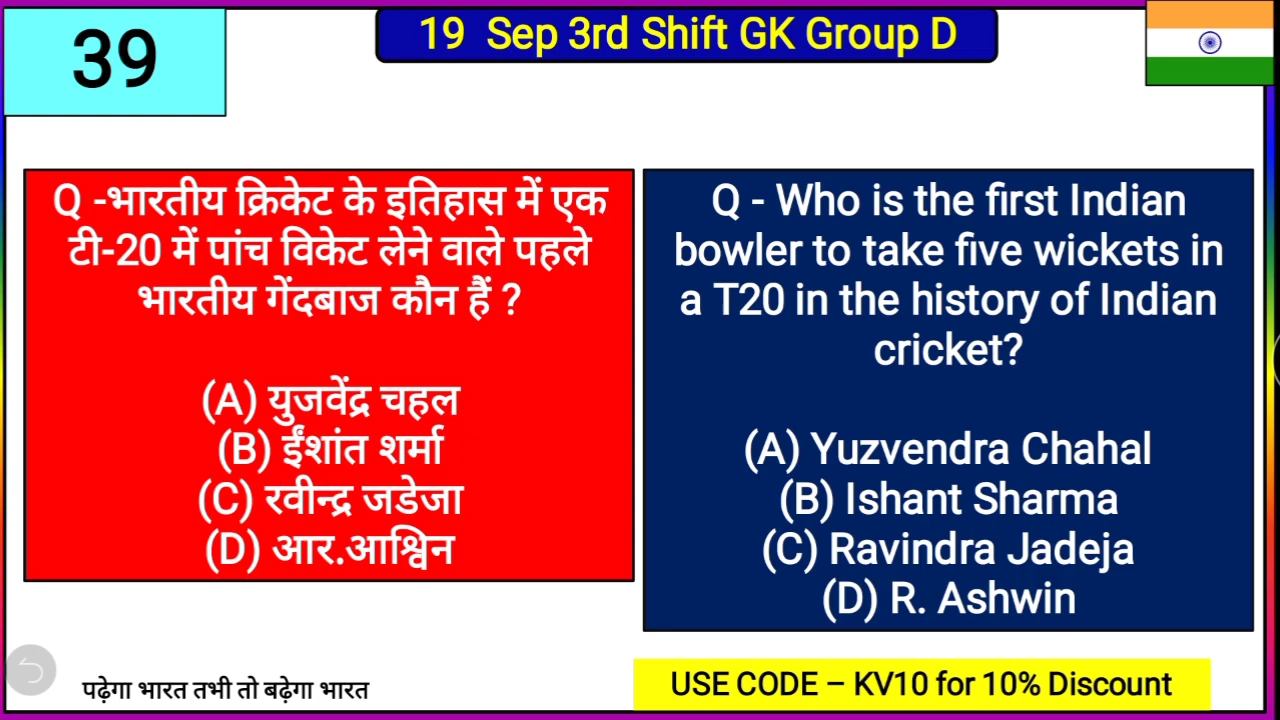 39
19 Sep 3rd Shift GK Group D
Q -भारतीय क्रिकेट के इतिहास में एक
टी-20 में पांच विकेट लेने वाले पहले
भारतीय गेंदबाज कौन हैं ?
(A) युजवेंद्र चहल
(B) ईंशांत शर्मा
(C) रवीन्द्र जडेजा
(D) आर.आश्विन
Q - Who is the first Indian
bowler to take five wickets in
a T20 in the history of Indian
cricket?
(A) Yuzvendra Chahal
(B) Ishant Sharma
(C) Ravindra Jadeja
(D) R. Ashwin
पढ़ेगा भारत तभी तो बढ़ेगा भारत
USE CODE – KV10 for 10% Discount